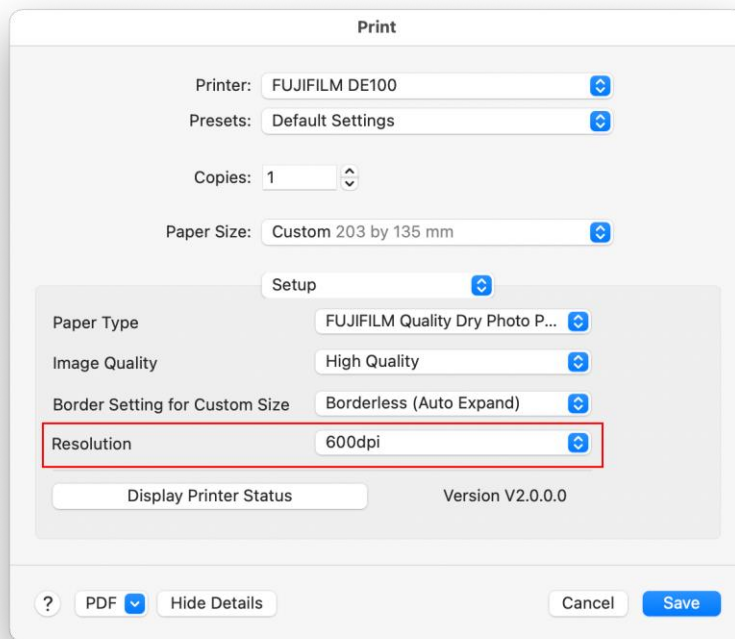 Print
Printer: FUJIFILM DE100
Presets: Default Settings
Copies: 1
Paper Size: Custom 203 by 135 mm
Setup
Paper Type FUJIFILM Quality Dry Photo P...
Image Quality High Quality
Border Setting for Custom Size Borderless (Auto Expand)
Resolution 600dpi
Display Printer Status Version V2.0.0.0
? PDF Hide Details Cancel Save